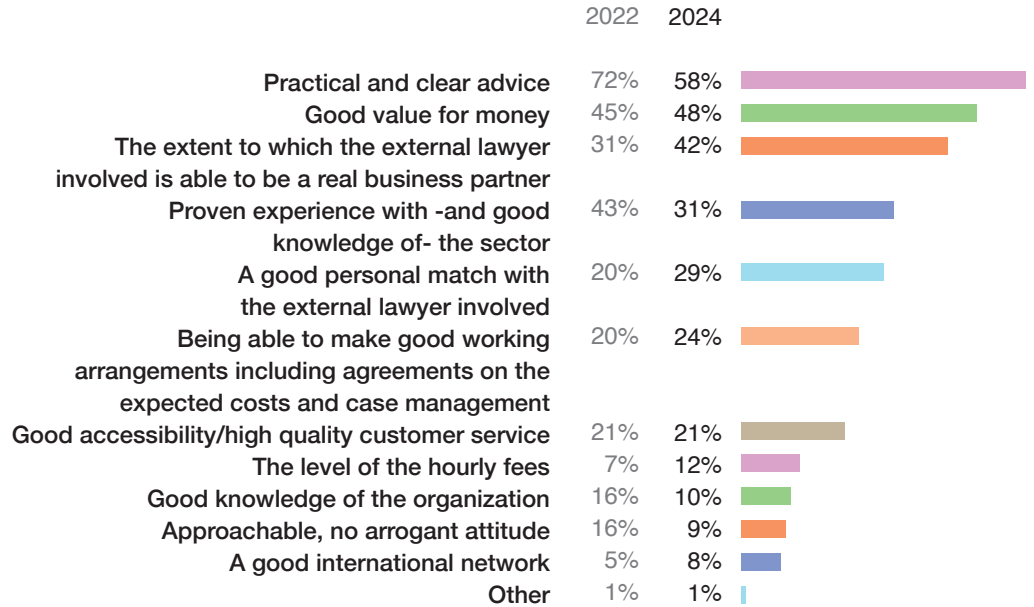 2022 2024
Practical and clear advice 72% 58%
Good value for money 45% 48%
The extent to which the external lawyer 31% 42%
involved is able to be a real business partner
Proven experience with -and good 43% 31%
knowledge of- the sector
A good personal match with 20% 29%
the external lawyer involved
Being able to make good working 20% 24%
arrangements including agreements on the
expected costs and case management
Good accessibility/high quality customer service 21% 21%
The level of the hourly fees 7% 12%
Good knowledge of the organization 16% 10%
Approachable, no arrogant attitude 16% 9%
A good international network 5% 8%
Other 1% 1%